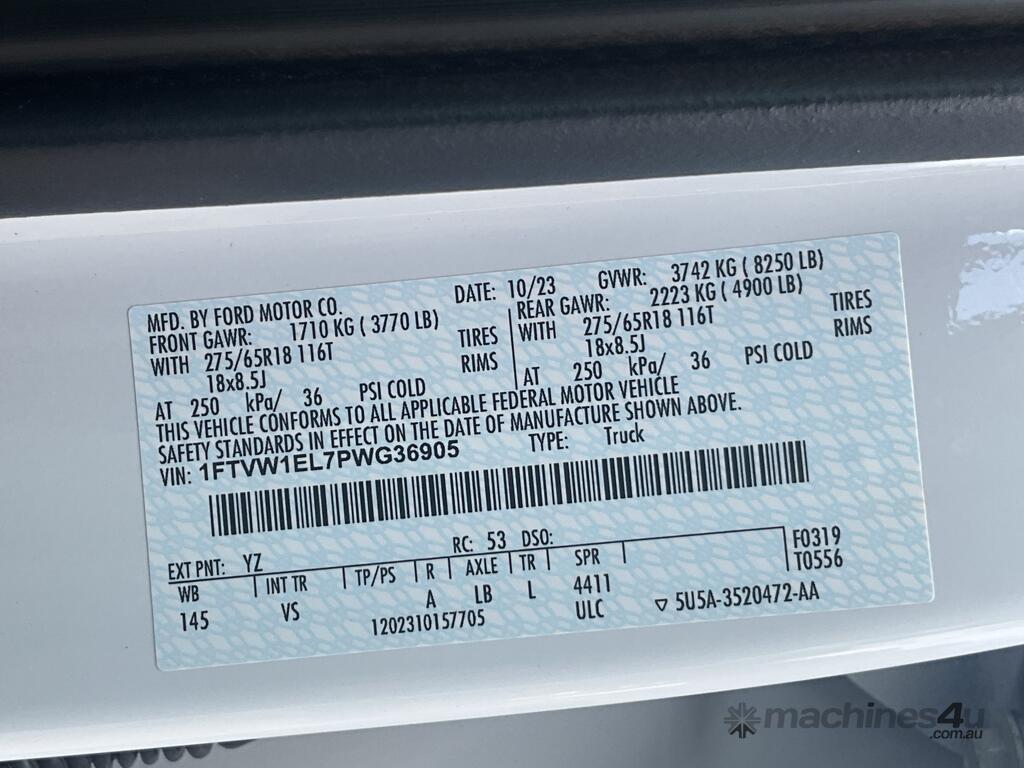 MFD. BY FORD MOTOR CO. DATE: 10/23 GVWR: 3742 KG ( 8250 LB)
FRONT GAWR: 1710 KG ( 3770 LB) REAR GAWR: 2223 KG ( 4900 LB)
WITH 275/65R18 116T TIRES WITH 275/65R18 116T TIRES
18x8.5J RIMS 18x8.5J RIMS
AT 250 kPa/ 36 PSI COLD AT 250 kPa/ 36 PSI COLD
THIS VEHICLE CONFORMS TO ALL APPLICABLE FEDERAL MOTOR VEHICLE
SAFETY STANDARDS IN EFFECT ON THE DATE OF MANUFACTURE SHOWN ABOVE.
VIN: 1FTVW1EL7PWG36905 TYPE: Truck
EXT PNT: YZ RC: 53 DSO: F0319
WB INT TR TP/PS R AXLE TR SPR T0556
145 VS A LB L 4411
1202310157705 ULC ▽ 5U5A-3520472-AA
machines4u
.com.au